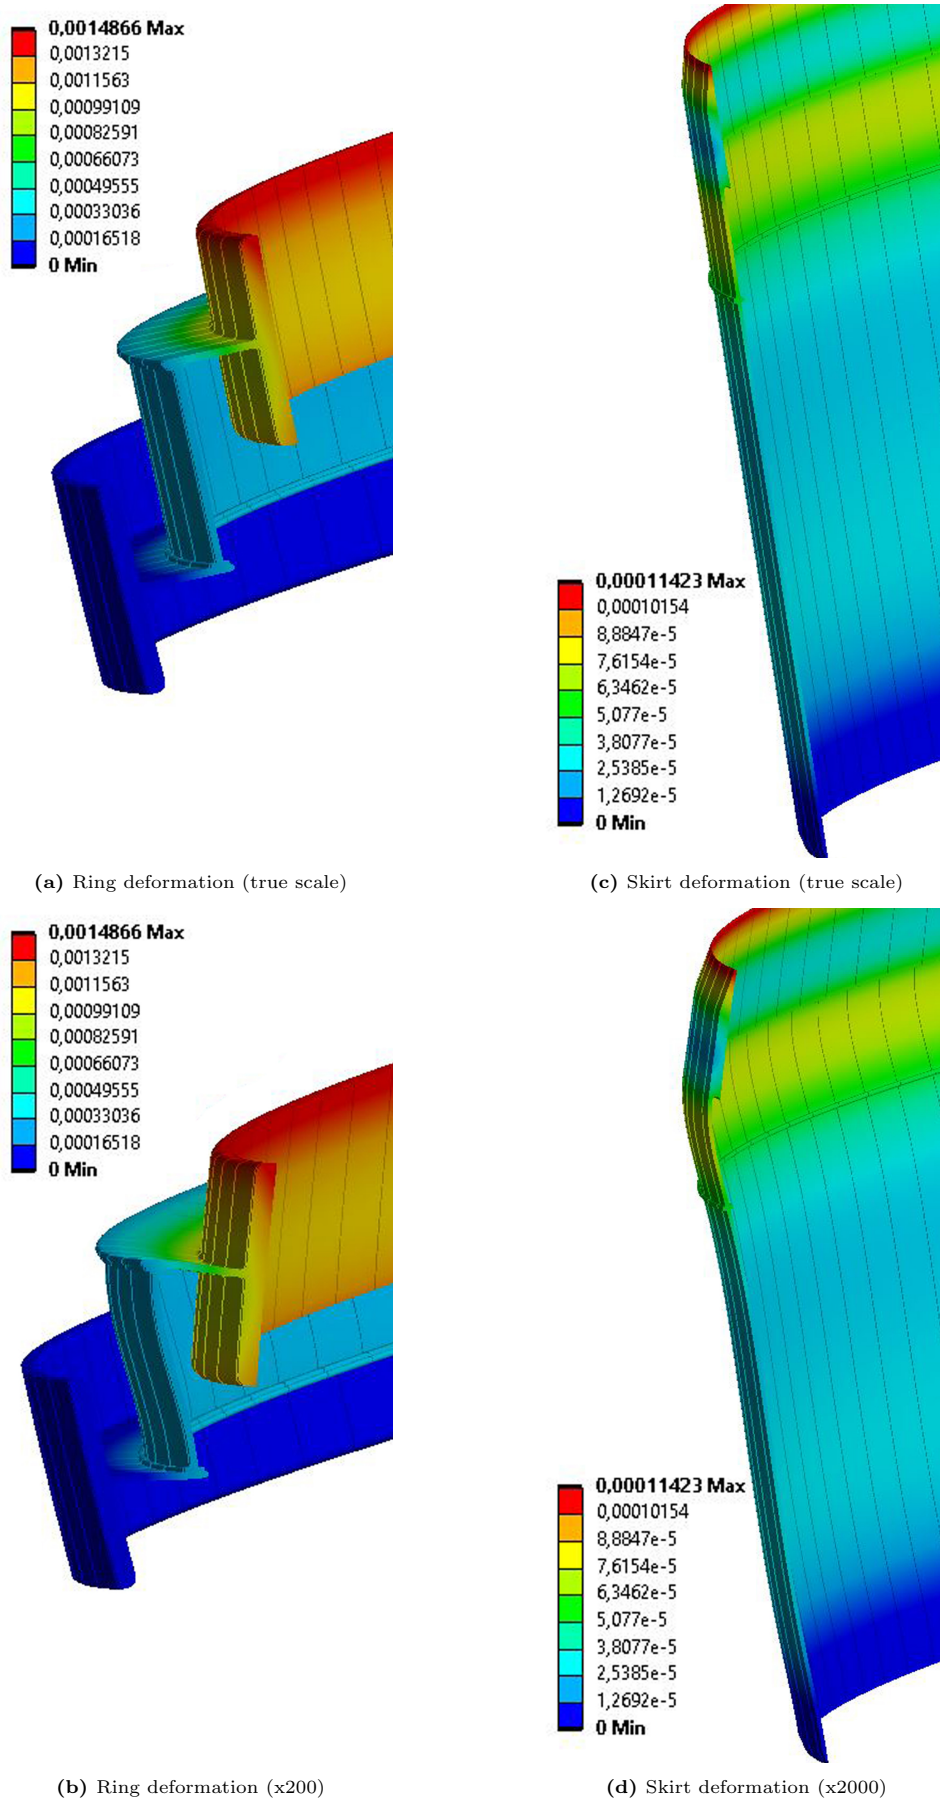 0,0014866 Max
0,0013215
0,0011563
0,00099109
0,00082591
0,00066073
0,00049555
0,00033036
0,00016518
0 Min
(a) Ring deformation (true scale)
0,00011423 Max
0,00010154
8,8847e-5
7,6154e-5
6,3462e-5
5,077e-5
3,8077e-5
2,5385e-5
1,2692e-5
0 Min
(c) Skirt deformation (true scale)
0,0014866 Max
0,0013215
0,0011563
0,00099109
0,00082591
0,00066073
0,00049555
0,00033036
0,00016518
0 Min
(b) Ring deformation (x200)
0,00011423 Max
0,00010154
8,8847e-5
7,6154e-5
6,3462e-5
5,077e-5
3,8077e-5
2,5385e-5
1,2692e-5
0 Min
(d) Skirt deformation (x2000)